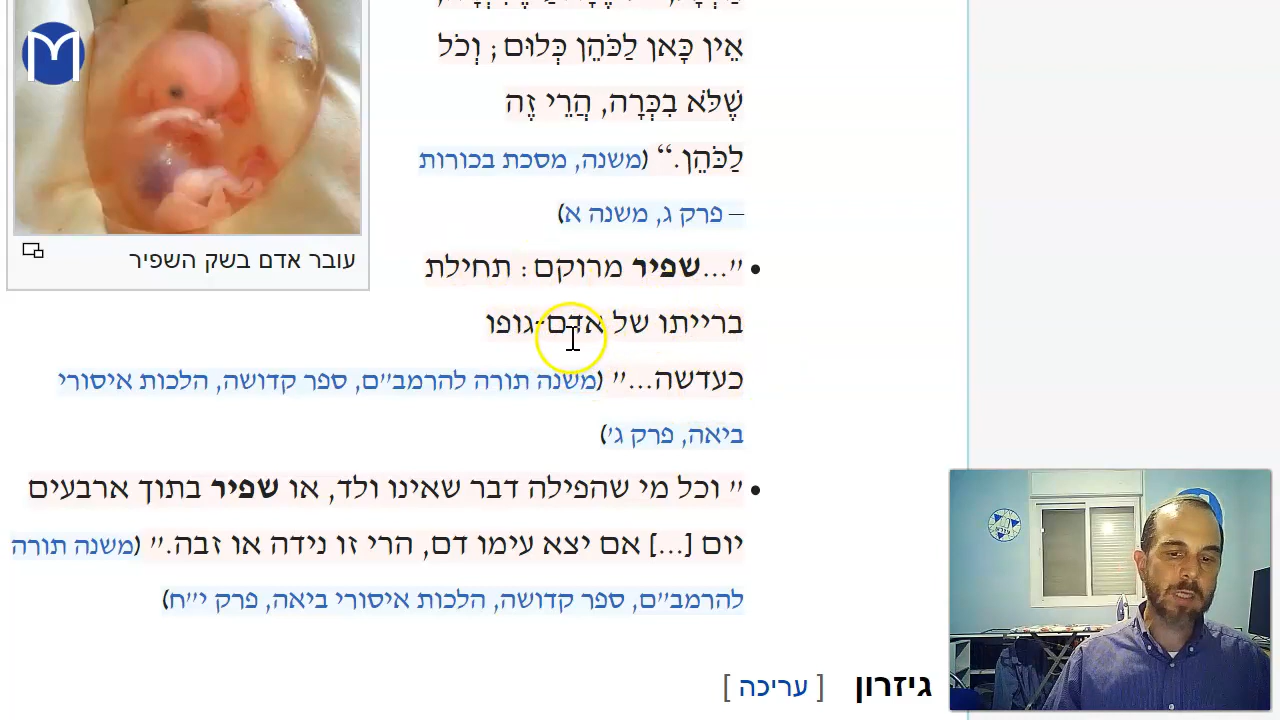 אֵין כָּאן לַכֹּהֵן כְּלוּם; וְכֹל
שֶׁלֹּא בִכְּרָה, הֲרֵי זֶה
לַכֹּהֵן.“ (משנה, מסכת בכורות
– פרק ג, משנה א)
• "...שפיר מרוקם: תחילת
ברייתו של אדם-גופו
כעדשה..." (משנה תורה להרמב"ם, ספר קדושה, הלכות איסורי
ביאה, פרק ג')
• " וכל מי שהפילה דבר שאינו ולד, או שפיר בתוך ארבעים
יום [...] אם יצא עימו דם, הרי זו נידה או זבה." (משנה תורה
להרמב"ם, ספר קדושה, הלכות איסורי ביאה, פרק י"ח)
גיזרון [ עריכה ]
עובר אדם בשק השפיר
M